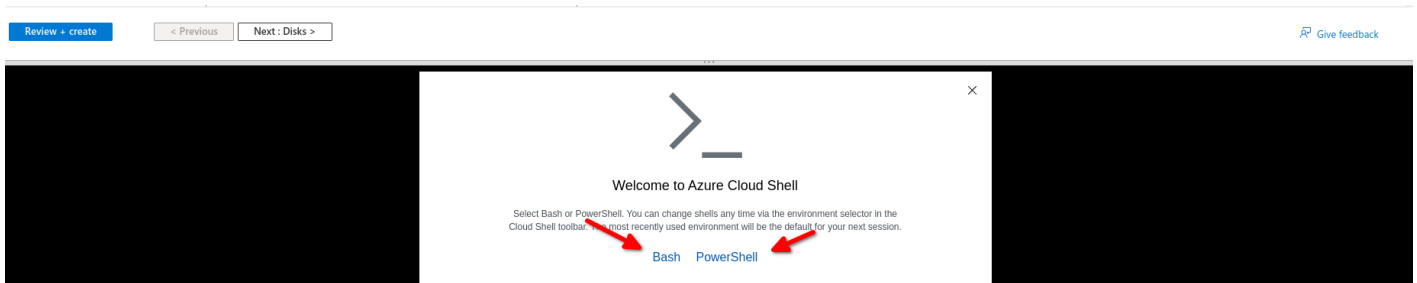 Review + create
< Previous
Next : Disks >
Give feedback
Welcome to Azure Cloud Shell
Select Bash or PowerShell. You can change shells any time via the environment selector in the
Cloud Shell toolbar. The most recently used environment will be the default for your next session.
Bash PowerShell